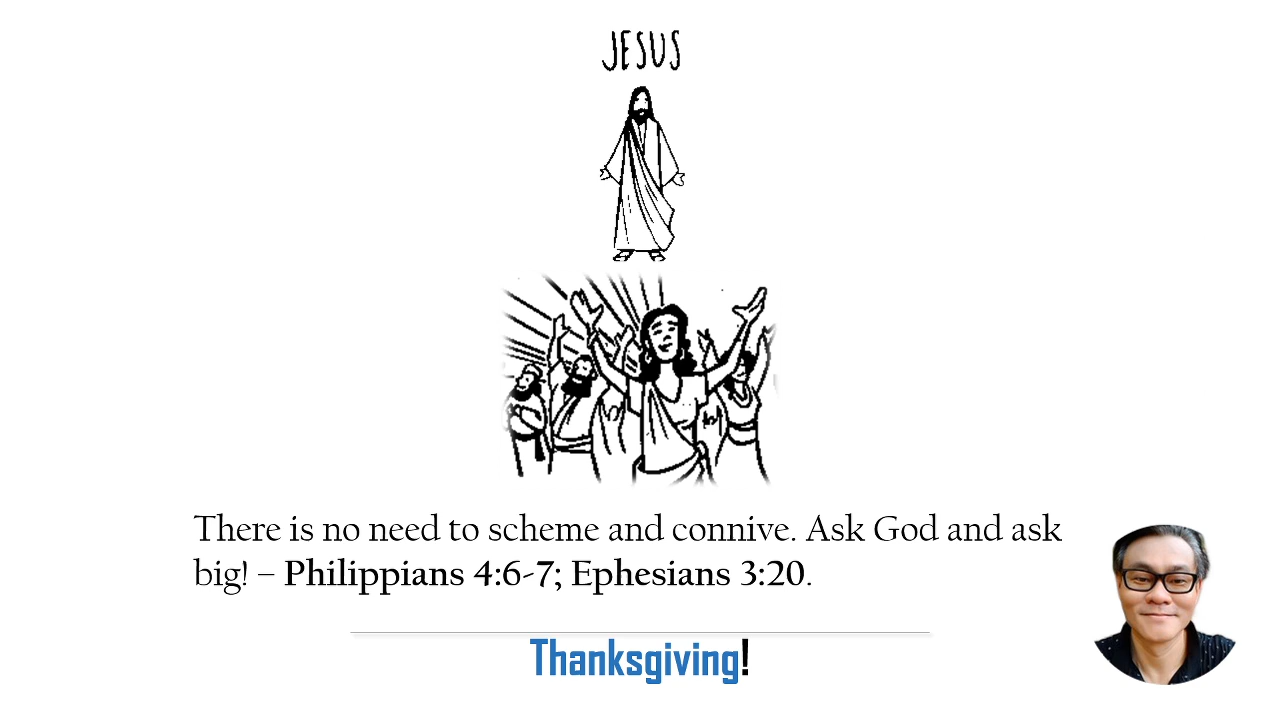 JESUS
There is no need to scheme and connive. Ask God and ask
big! – Philippians 4:6-7; Ephesians 3:20.
Thanksgiving!